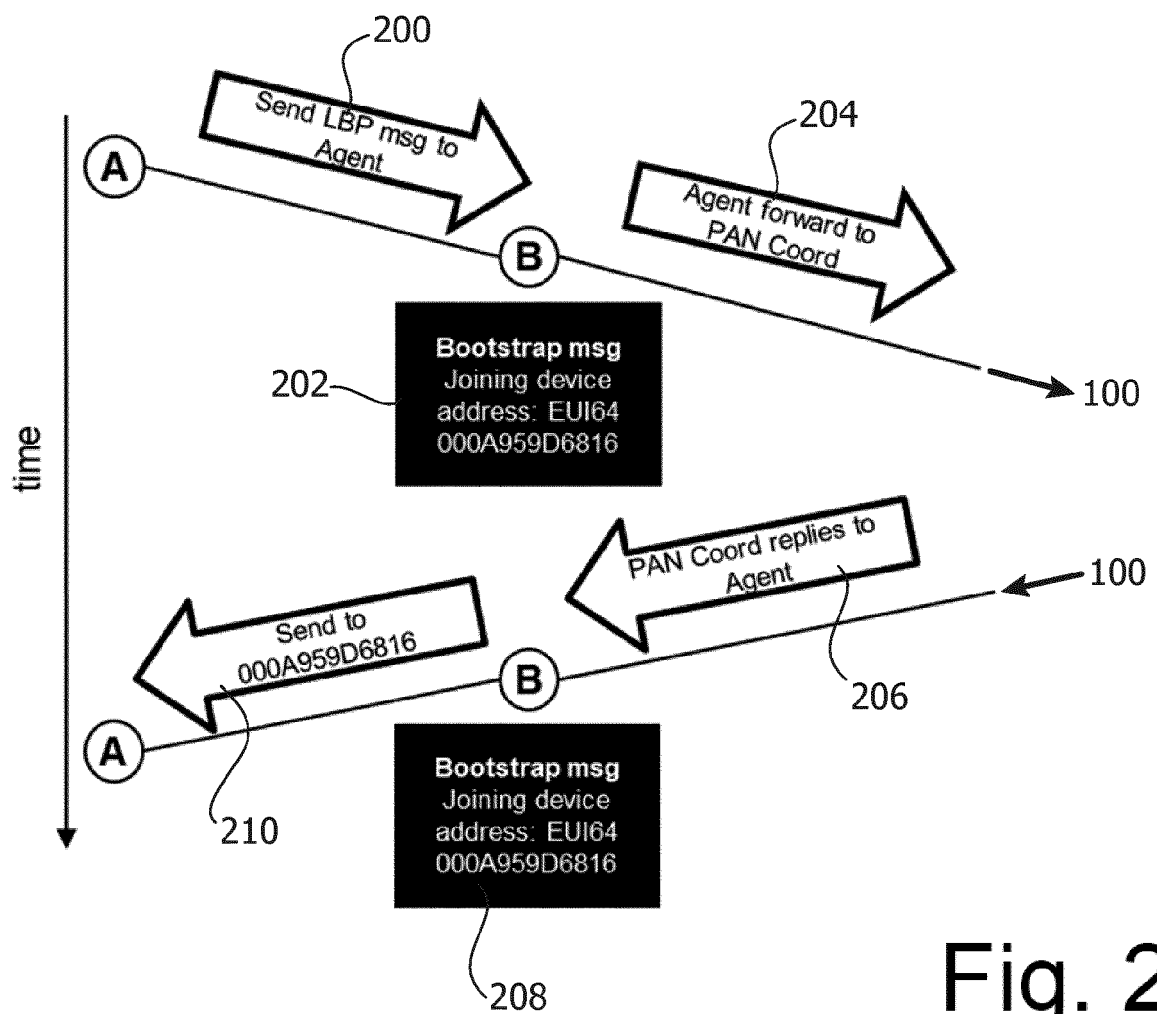 200
Send LBP msg to
Agent
204
A
Agent forward to
PAN Coord
B
Bootstrap msg
Joining device
address: EUI64
000A959D6816
202
100
time
PAN Coord replies to
Agent
100
Send to
000A959D6816
B
206
A
Bootstrap msg
Joining device
address: EUI64
000A959D6816
210
208
Fig. 2